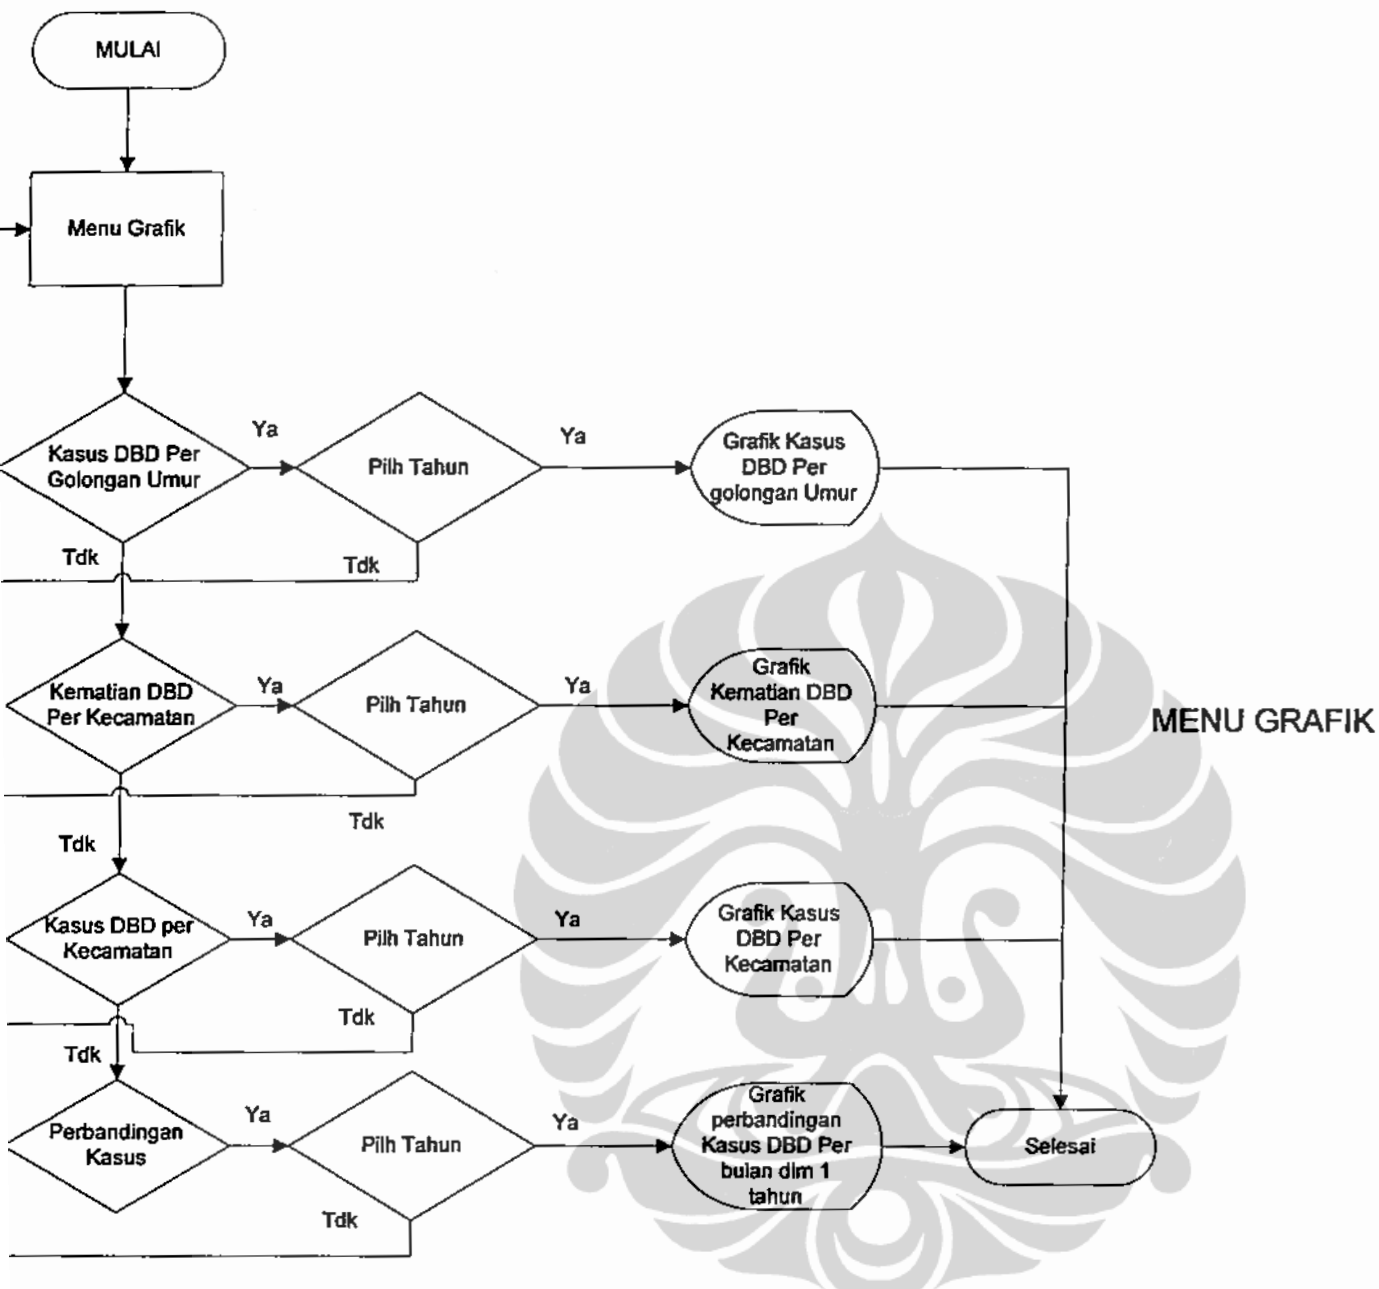 MULAI
Menu Grafik
Kasus DBD Per
Golongan Umur
Ya
Pilh Tahun
Ya
Grafik Kasus
DBD Per
golongan Umur
Tdk
Tdk
Kematian DBD
Per Kecamatan
Ya
Pilh Tahun
Ya
Grafik
Kematian DBD
Per
Kecamatan
MENU GRAFIK
Tdk
Tdk
Kasus DBD per
Kecamatan
Ya
Pilh Tahun
Ya
Grafik Kasus
DBD Per
Kecamatan
Tdk
Tdk
Perbandingan
Kasus
Ya
Pilh Tahun
Ya
Grafik
perbandingan
Kasus DBD Per
bulan dlm 1
tahun
Selesai
Tdk